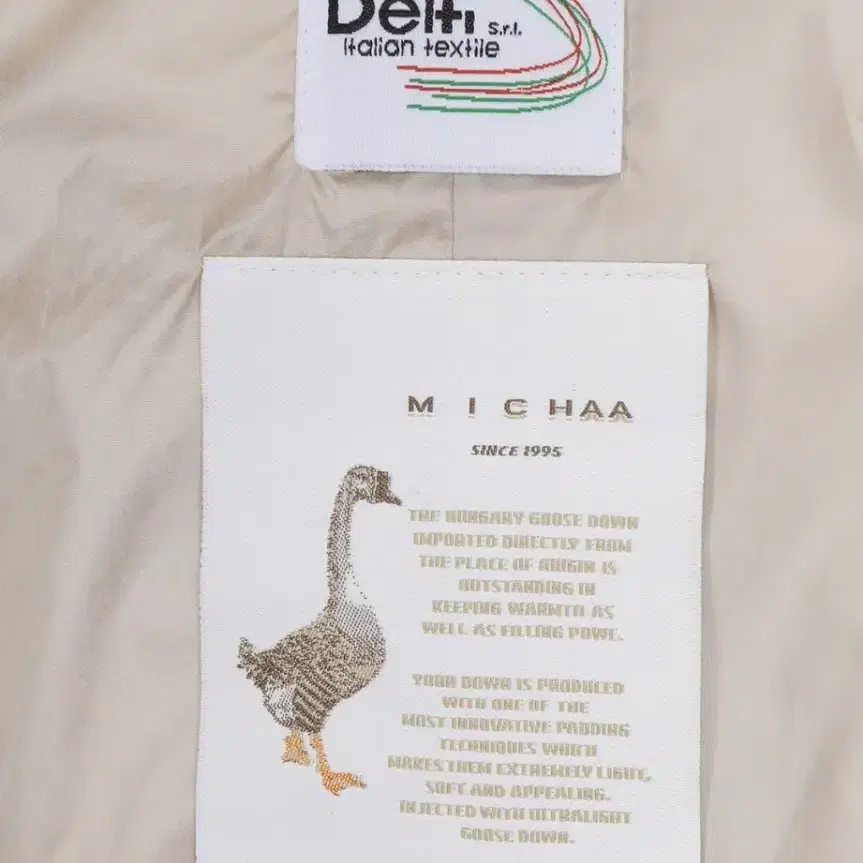 Delfi S.r.l.
Italian textile
MICHAA
SINCE 1995
THE HUNGARY GOOSE DOWN
IMPORTED DIRECTLY FROM
THE PLACE OF ORIGIN IS
OUTSTANDING IN
KEEPING WARMTH AS
WELL AS FILLING POWE.
YOUR DOWN IS PRODUCED
WITH ONE OF THE
MOST INNOVATIVE PADDING
TECHNIQUES WHICH
MAKES THEM EXTREMELY LIGHT,
SOFT AND APPEALING.
INJECTED WITH ULTRALIGHT
GOOSE DOWN.